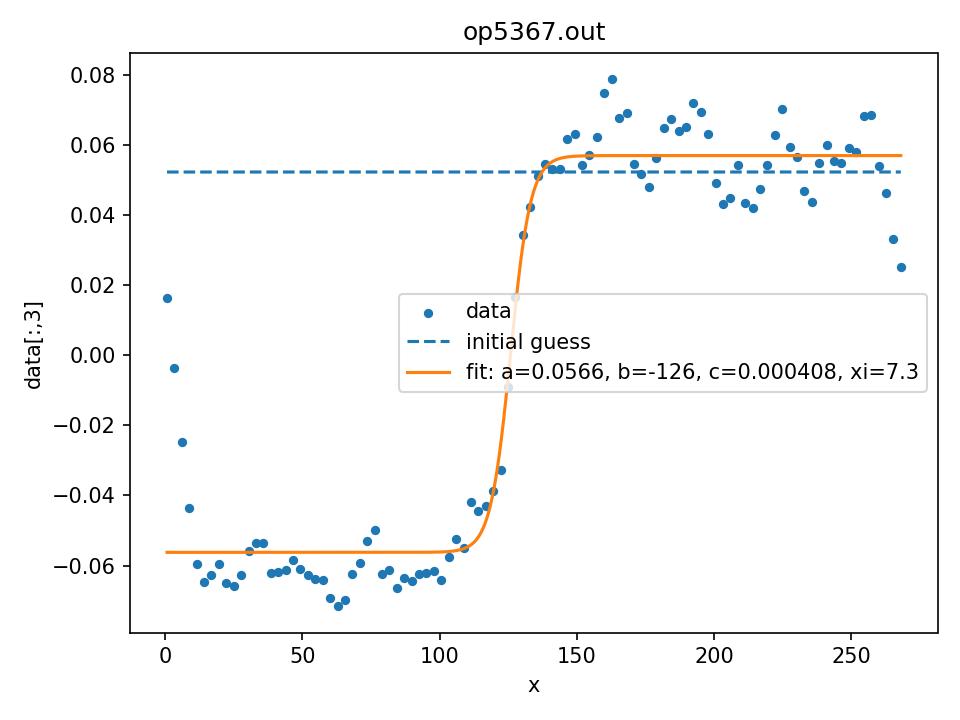 op5367.out
0.08
0.06
0.04
0.02
0.00
−0.02
−0.04
−0.06
data[:,3]
data
initial guess
fit: a=0.0566, b=-126, c=0.000408, xi=7.3
0 50 100 150 200 250
x